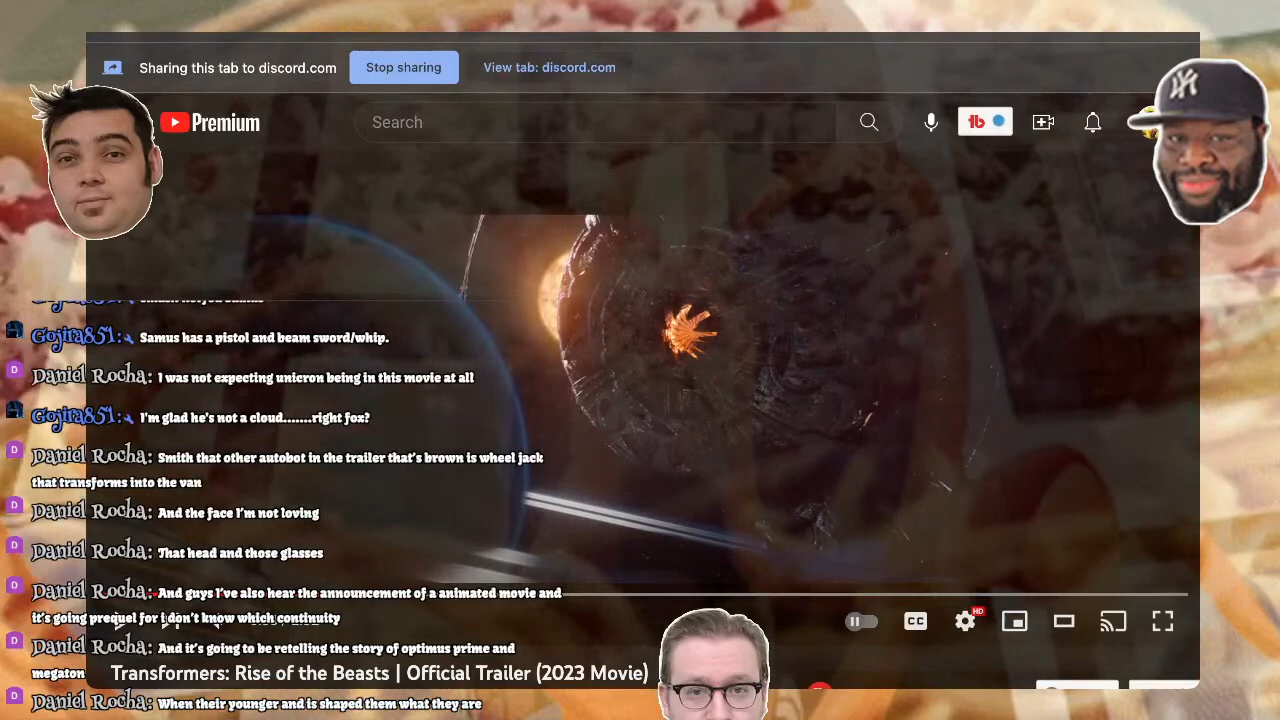 Sharing this tab to discord.com
Stop sharing
View tab: discord.com
Premium
Search
Gojira851: Samus has a pistol and beam sword/whip.
Daniel Rocha: I was not expecting unicron being in this movie at all
Gojira851: I'm glad he's not a cloud.......right fox?
Daniel Rocha: Smith that other autobot in the trailer that's brown is wheel jack
that transforms into the van
Daniel Rocha: And the face I'm not loving
Daniel Rocha: That head and those glasses
Daniel Rocha: And guys I've also hear the announcement of a animated movie and
it's going prequel for i don't know which continuity
Daniel Rocha: And it's going to be retelling the story of optimus prime and
megaton
CC
HD
Transformers: Rise of the Beasts | Official Trailer (2023 Movie)
Daniel Rocha: When their younger and is shaped them what they are